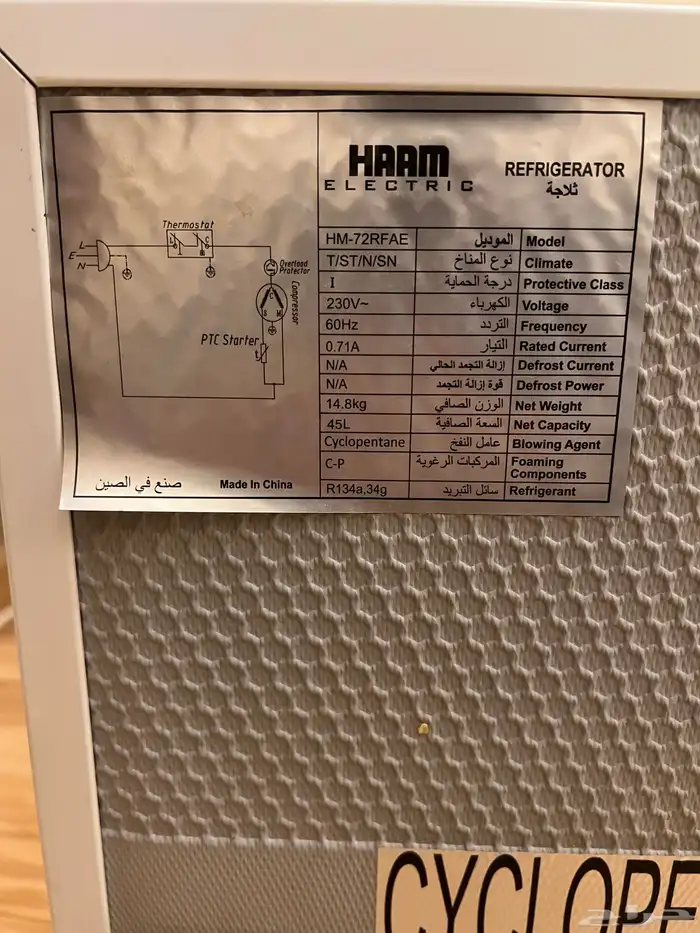 HAAM
ELECTRIC
REFRIGERATOR
ثلاجة
HM-72RFAE الموديل Model
T/ST/N/SN نوع المناخ Climate
I درجة الحماية Protective Class
230V~ الكهرباء Voltage
60Hz التردد Frequency
0.71A التيار Rated Current
N/A إزالة التجمد الحالي Defrost Current
N/A قوة إزالة التجمد Defrost Power
14.8kg الوزن الصافي Net Weight
45L السعة الصافية Net Capacity
Cyclopentane عامل النفخ Blowing Agent
C-P المركبات الرغوية Foaming Components
R134a,34g سائل التبريد Refrigerant
Thermostat
L C
L
E
N
Overload
Protector
Compressor
C
S M
PTC Starter
صنع في الصين Made In China
CYCLOPE
حراج